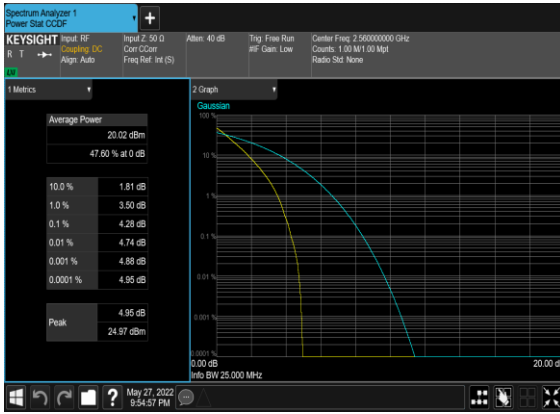 Spectrum Analyzer 1
Power Stat CCDF
+
KEYSIGHT
R T
LXI
Input: RF
Coupling: DC
Align: Auto
Input Z: 50 Ω
Corr CCorr
Freq Ref: Int (S)
Atten: 40 dB
Trig: Free Run
#IF Gain: Low
Center Freq: 2.560000000 GHz
Counts: 1.00 M/1.00 Mpt
Radio Std: None
1 Metrics
Average Power
20.02 dBm
47.60 % at 0 dB
10.0 % 1.81 dB
1.0 % 3.50 dB
0.1 % 4.28 dB
0.01 % 4.74 dB
0.001 % 4.88 dB
0.0001 % 4.95 dB
Peak
4.95 dB
24.97 dBm
2 Graph
Gaussian
100 %
10 %
1 %
0.1 %
0.01 %
0.001 %
0.0001 %
0.00 dB
20.00 d
Info BW 25.000 MHz
?
May 27, 2022
9:54:57 PM